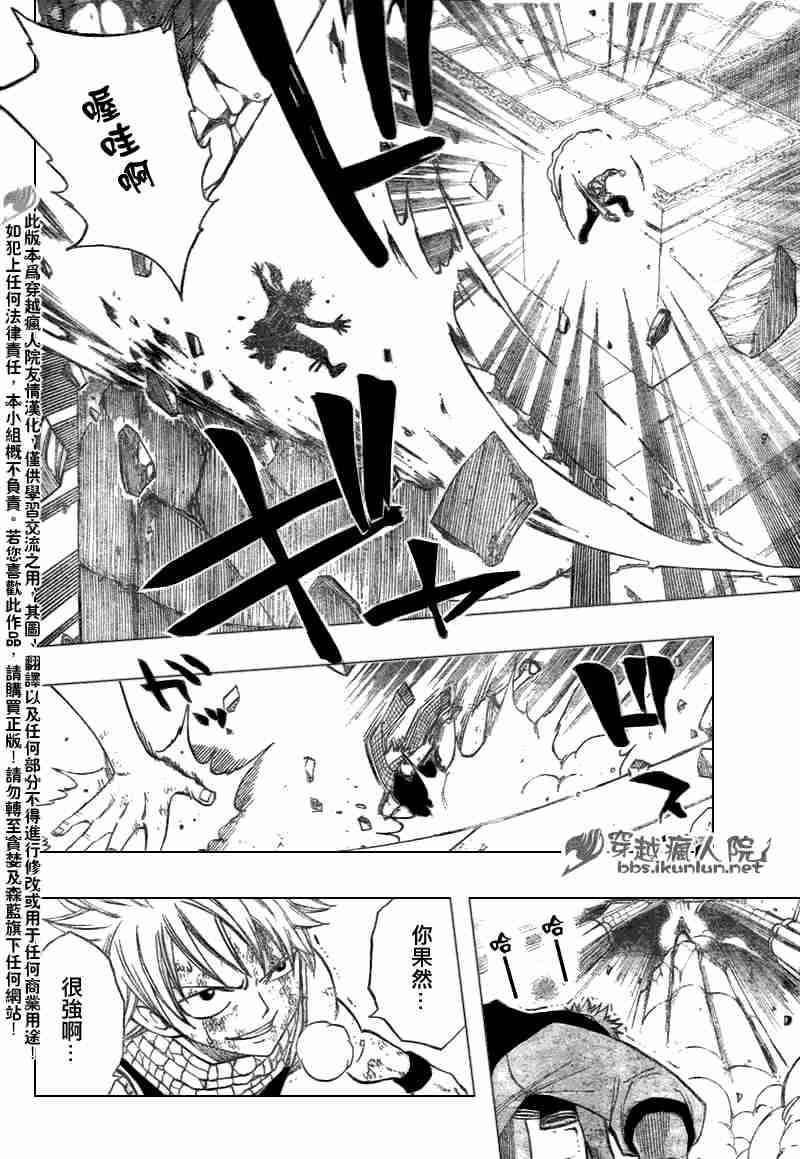 喔哇啊
ドド
ギャ
ドド
哈—
哈—
你果然…
很強啊…
穿越瘋人院
bbs.ikunlun.net
此版本爲穿越瘋人院友情漢化，僅供學習交流之用，其圖、翻譯以及任何部分不得進行修改或用于任何商業用途！
如犯上任何法律責任，本小組概不負責。若您喜歡此作品，請購買正版！請勿轉至貪婪及森藍旗下任何網站！